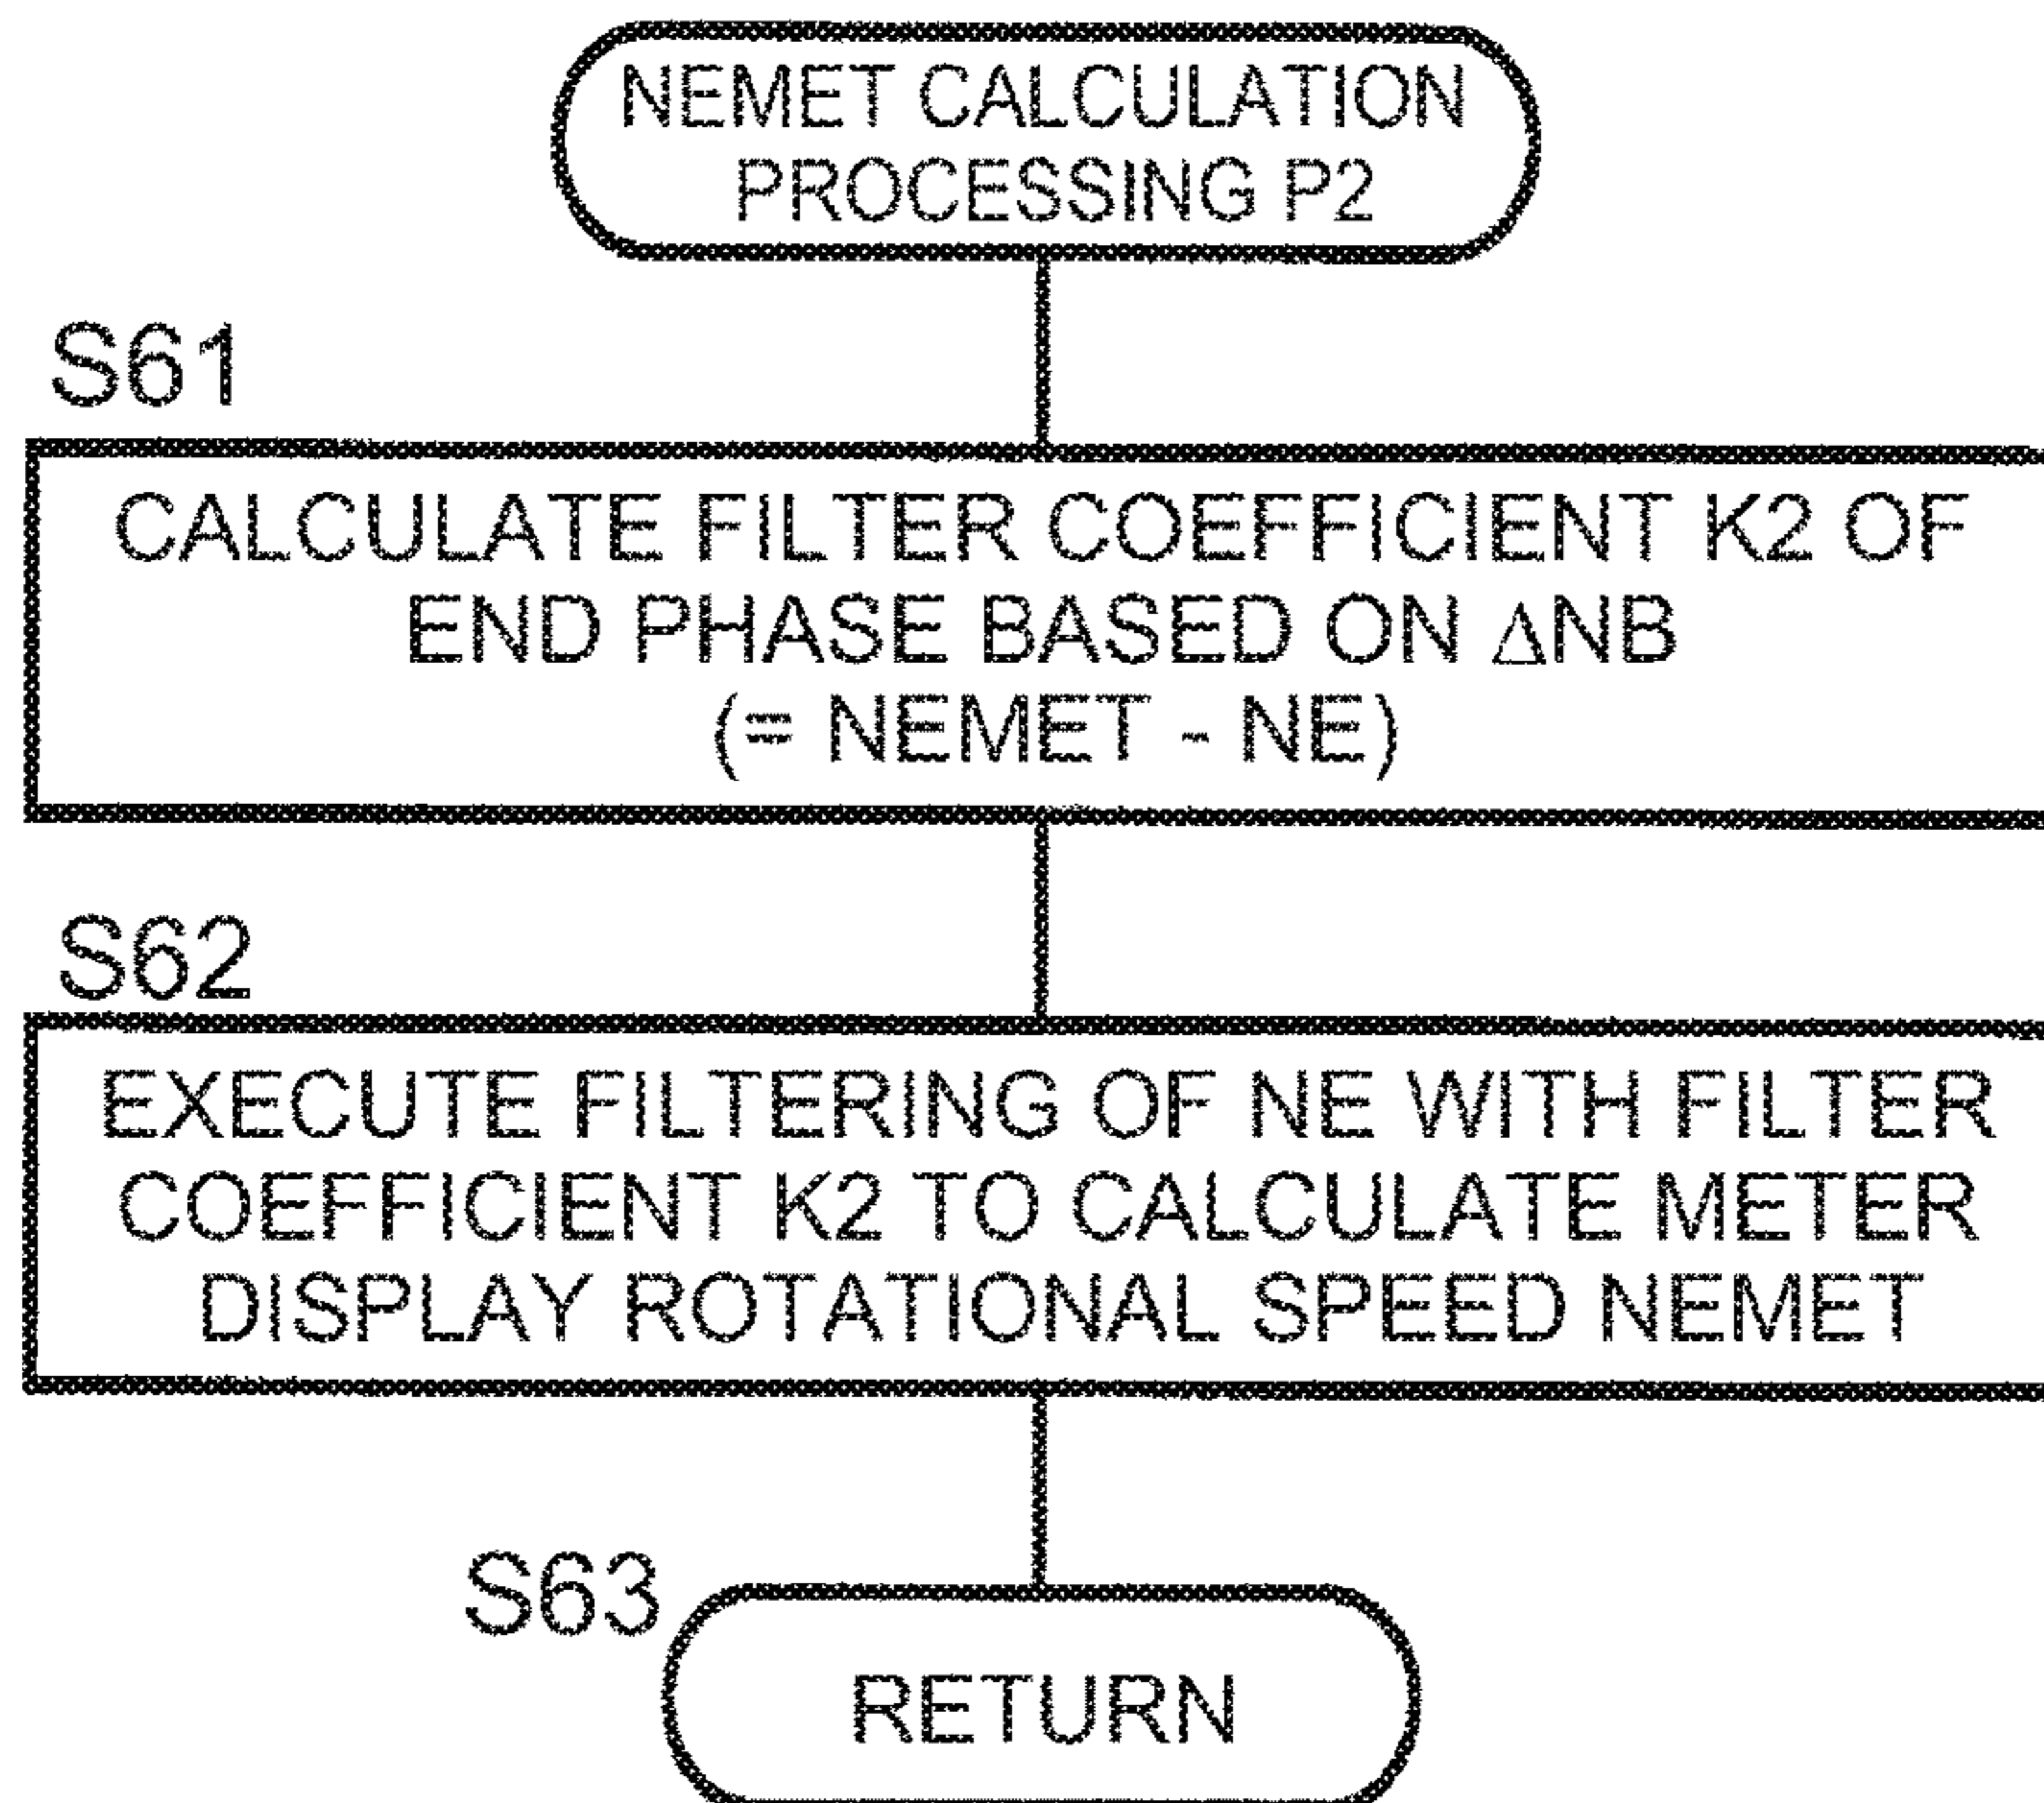 NEMET CALCULATION
PROCESSING P2
S61
CALCULATE FILTER COEFFICIENT K2 OF
END PHASE BASED ON ΔNB
(= NEMET - NE)
S62
EXECUTE FILTERING OF NE WITH FILTER
COEFFICIENT K2 TO CALCULATE METER
DISPLAY ROTATIONAL SPEED NEMET
S63
RETURN